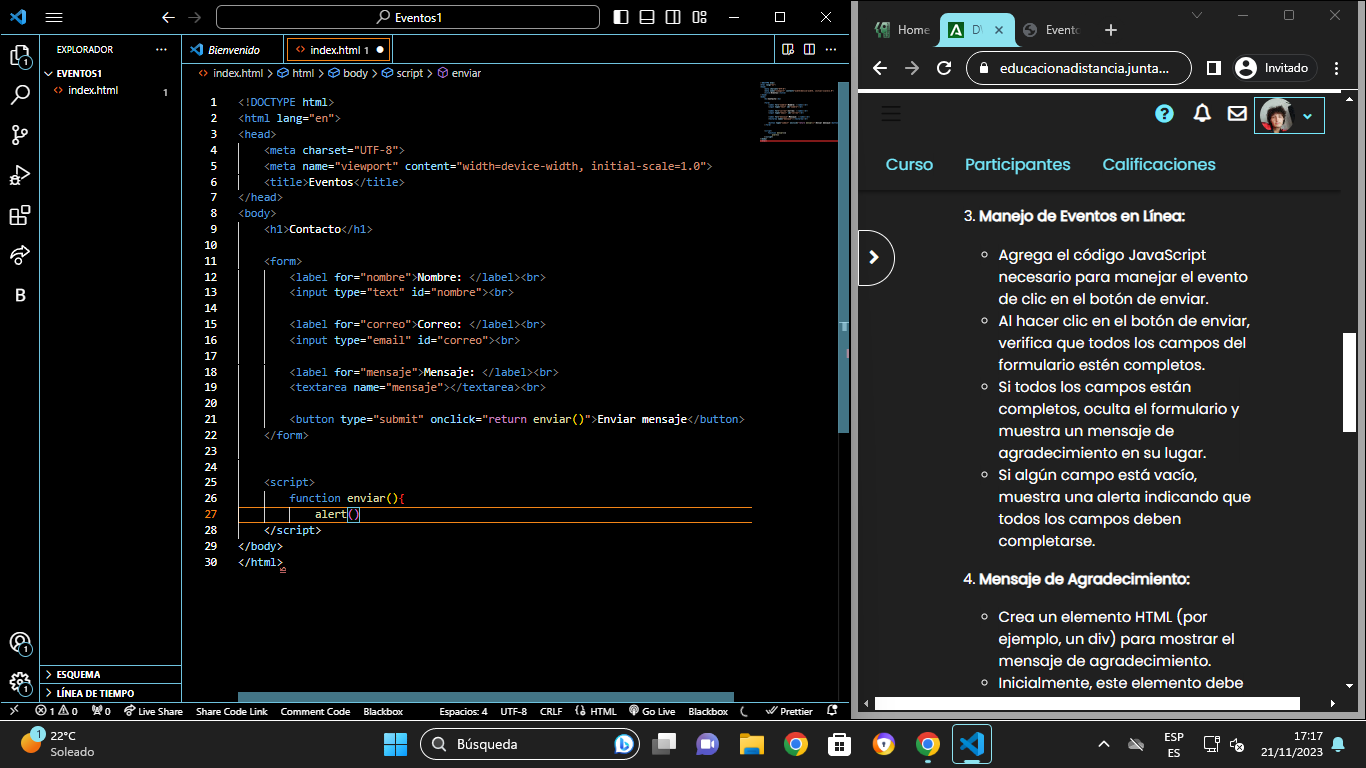 Eventos1
EXPLORADOR
EVENTOS1
index.html 1
Bienvenido
index.html 1
index.html > html > body > script > enviar
1 <!DOCTYPE html>
2 <html lang="en">
3 <head>
4 <meta charset="UTF-8">
5 <meta name="viewport" content="width=device-width, initial-scale=1.0">
6 <title>Eventos</title>
7 </head>
8 <body>
9 <h1>Contacto</h1>
10
11 <form>
12 <label for="nombre">Nombre: </label><br>
13 <input type="text" id="nombre"><br>
14
15 <label for="correo">Correo: </label><br>
16 <input type="email" id="correo"><br>
17
18 <label for="mensaje">Mensaje: </label><br>
19 <textarea name="mensaje"></textarea><br>
20
21 <button type="submit" onclick="return enviar()">Enviar mensaje</button>
22 </form>
23
24
25 <script>
26 function enviar(){
27 alert()
28 </script>
29 </body>
30 </html>
ESQUEMA
LÍNEA DE TIEMPO
1 0 0 Live Share Share Code Link Comment Code Blackbox Espacios: 4 UTF-8 CRLF {} HTML Go Live Blackbox Prettier
Home
Evento
educacionadistancia.junta...
Invitado
Curso Participantes Calificaciones
3. Manejo de Eventos en Línea:
Agrega el código JavaScript
necesario para manejar el evento
de clic en el botón de enviar.
Al hacer clic en el botón de enviar,
verifica que todos los campos del
formulario estén completos.
Si todos los campos están
completos, oculta el formulario y
muestra un mensaje de
agradecimiento en su lugar.
Si algún campo está vacío,
muestra una alerta indicando que
todos los campos deben
completarse.
4. Mensaje de Agradecimiento:
Crea un elemento HTML (por
ejemplo, un div) para mostrar el
mensaje de agradecimiento.
Inicialmente, este elemento debe
1
22°C
Soleado
Búsqueda
ESP
ES
17:17
21/11/2023